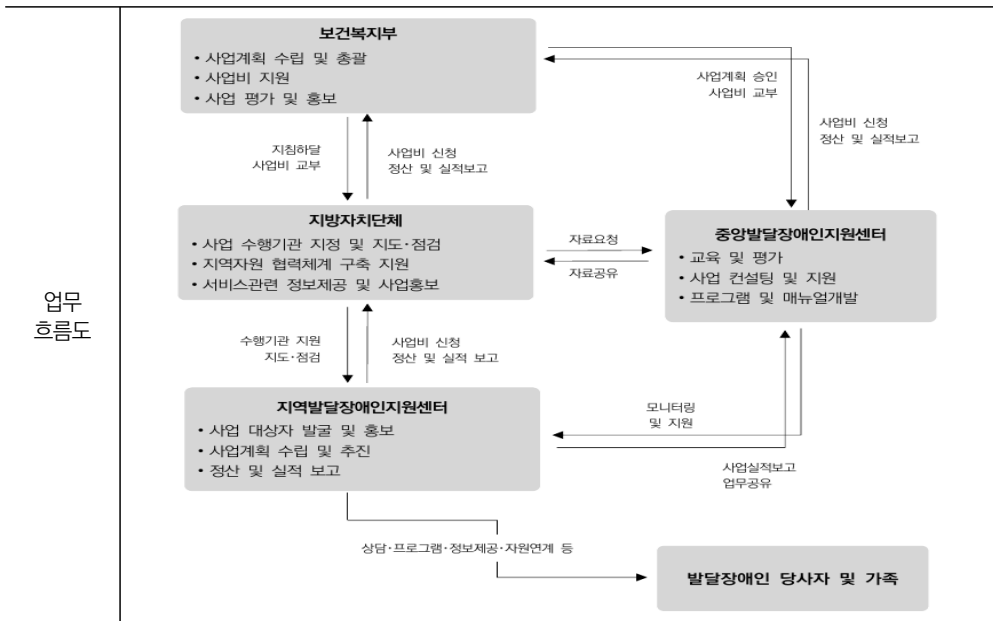 업무
흐름도
보건복지부
• 사업계획 수립 및 총괄
• 사업비 지원
• 사업 평가 및 홍보
사업계획 승인
사업비 교부
사업비 신청
정산 및 실적보고
지침하달
사업비 교부
사업비 신청
정산 및 실적보고
지방자치단체
• 사업 수행기관 지정 및 지도·점검
• 지역자원 협력체계 구축 지원
• 서비스관련 정보제공 및 사업홍보
자료요청
자료공유
중앙발달장애인지원센터
• 교육 및 평가
• 사업 컨설팅 및 지원
• 프로그램 및 매뉴얼개발
수행기관 지원
지도·점검
사업비 신청
정산 및 실적 보고
지역발달장애인지원센터
• 사업 대상자 발굴 및 홍보
• 사업계획 수립 및 추진
• 정산 및 실적 보고
모니터링
및 지원
사업실적보고
업무공유
상담·프로그램·정보제공·자원연계 등
발달장애인 당사자 및 가족